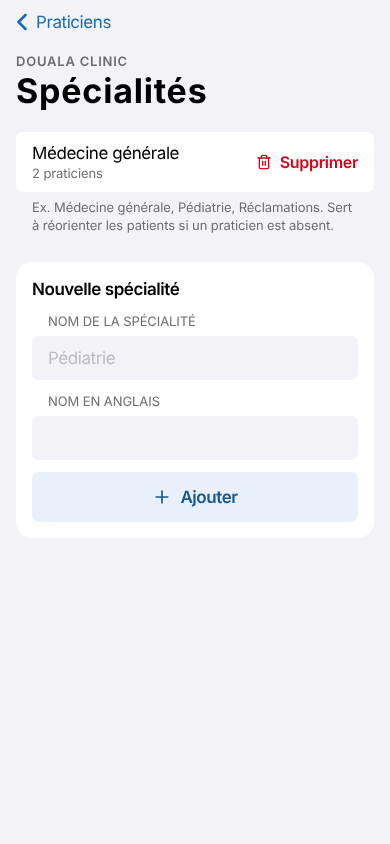 Praticiens
DOUALA CLINIC
Spécialités
Médecine générale
2 praticiens
Supprimer
Ex. Médecine générale, Pédiatrie, Réclamations. Sert
à réorienter les patients si un praticien est absent.
Nouvelle spécialité
NOM DE LA SPÉCIALITÉ
Pédiatrie
NOM EN ANGLAIS
Ajouter